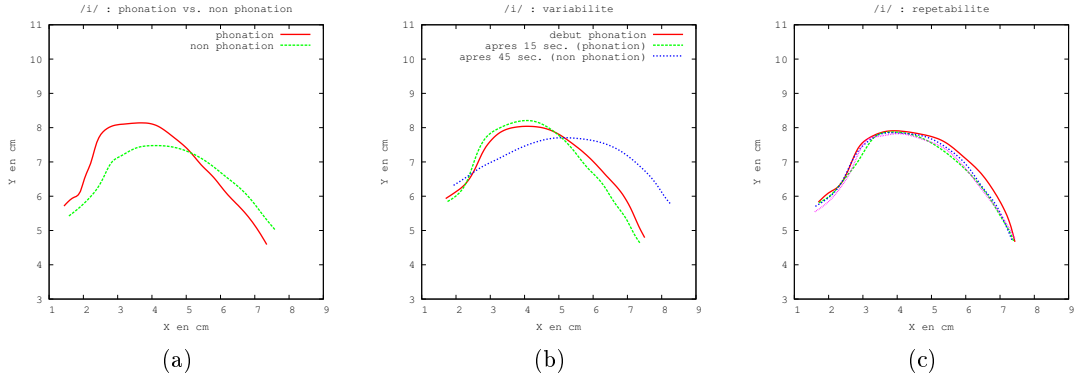 /i/ : phonation vs. non phonation
phonation
non phonation
11
10
9
8
7
6
5
4
3
Y en cm
1 2 3 4 5 6 7 8 9
X en cm
(a)
/i/ : variabilite
debut phonation
apres 15 sec. (phonation)
apres 45 sec. (non phonation)
11
10
9
8
7
6
5
4
3
Y en cm
1 2 3 4 5 6 7 8 9
X en cm
(b)
/i/ : repetabilite
11
10
9
8
7
6
5
4
3
Y en cm
1 2 3 4 5 6 7 8 9
X en cm
(c)